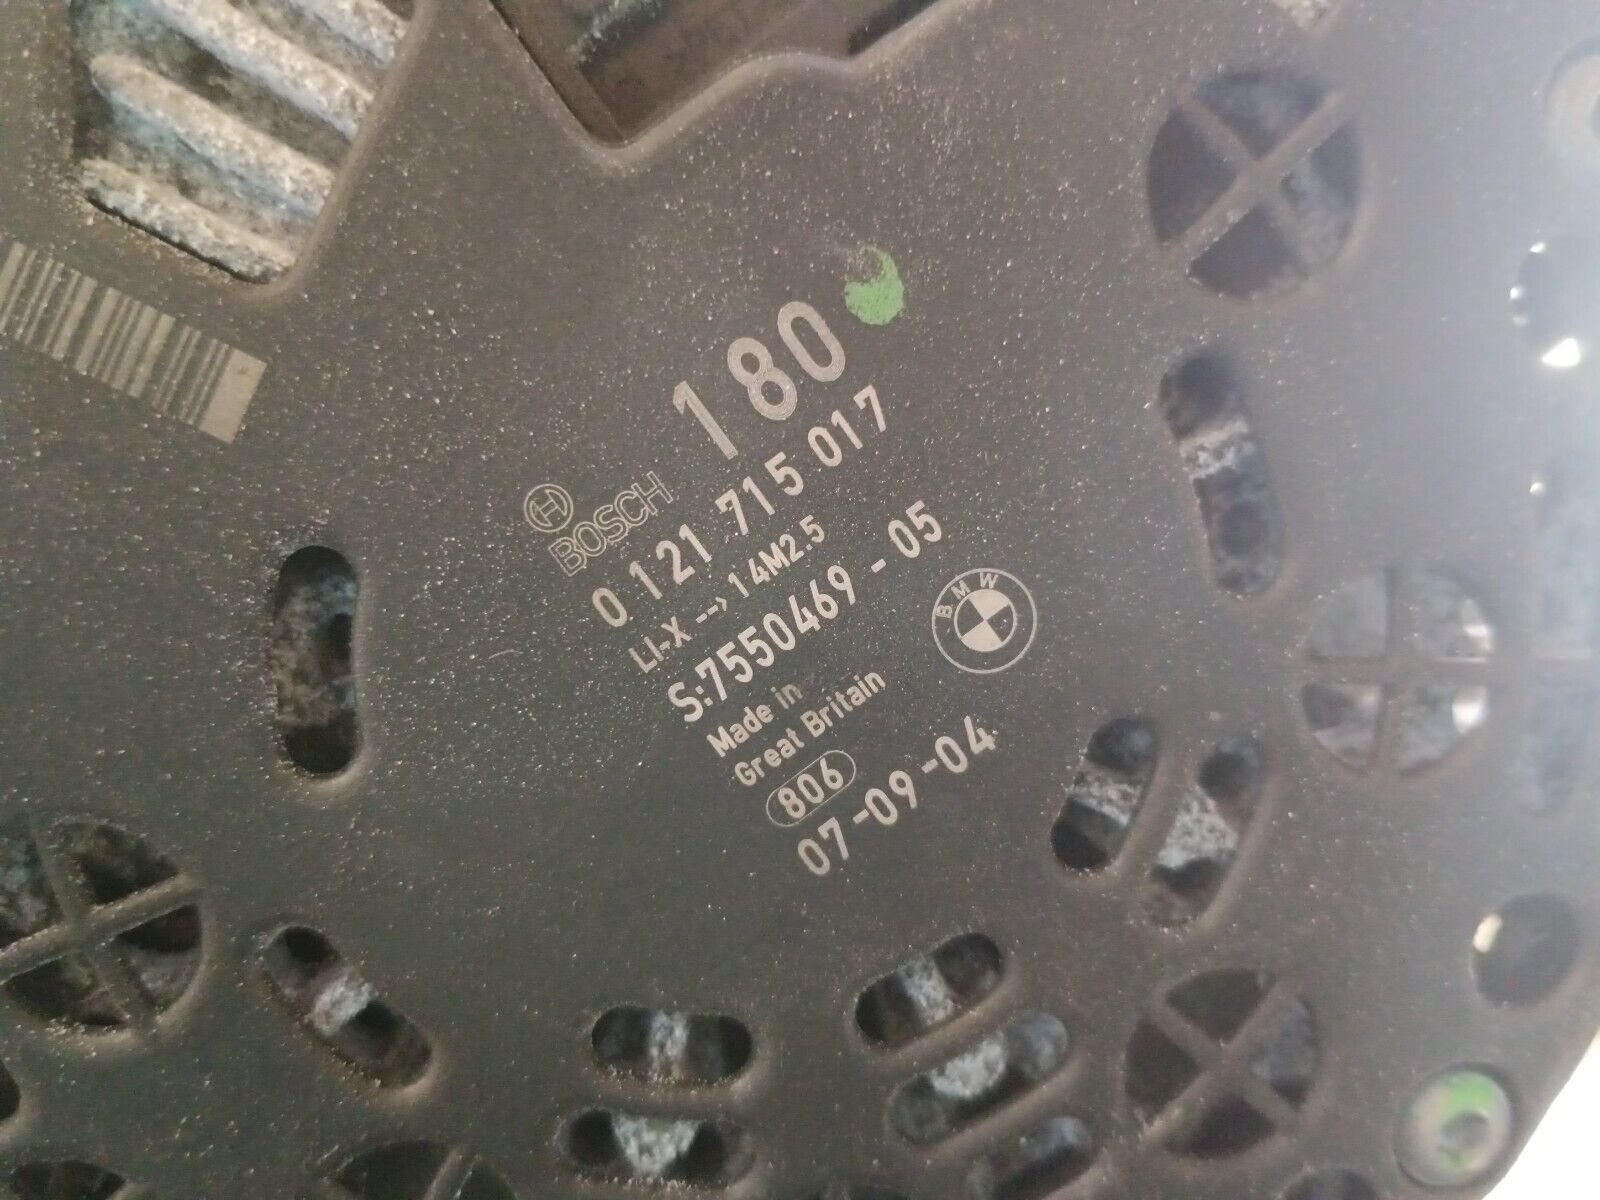 180
BOSCH
0 121 715 017
LI-X --> 14M2.5
S:7550469-05
BMW
Made in
Great Britain
806
07-09-04